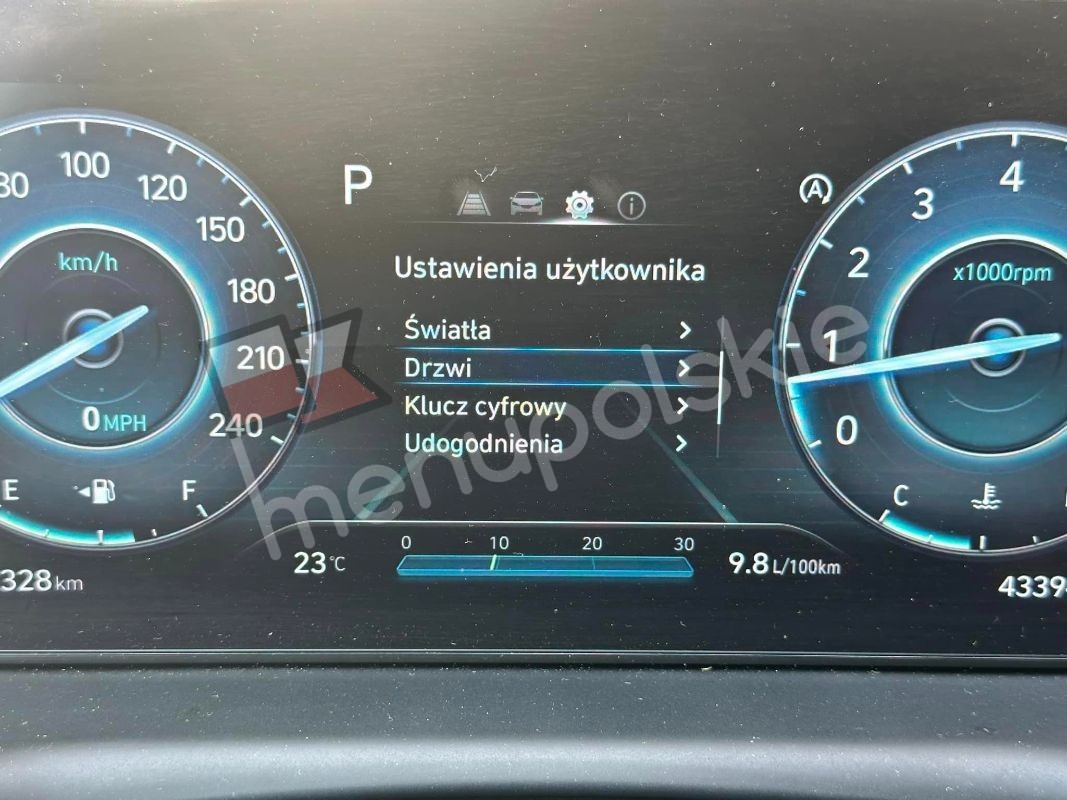 80 100 120 150 180 210 240
km/h
0 MPH
E F
328 km
P
A
Ustawienia użytkownika
Światła
Drzwi
Klucz cyfrowy
Udogodnienia
menupolskie
23 °C
0 10 20 30
9.8 L/100km
0 1 2 3 4
x1000rpm
C